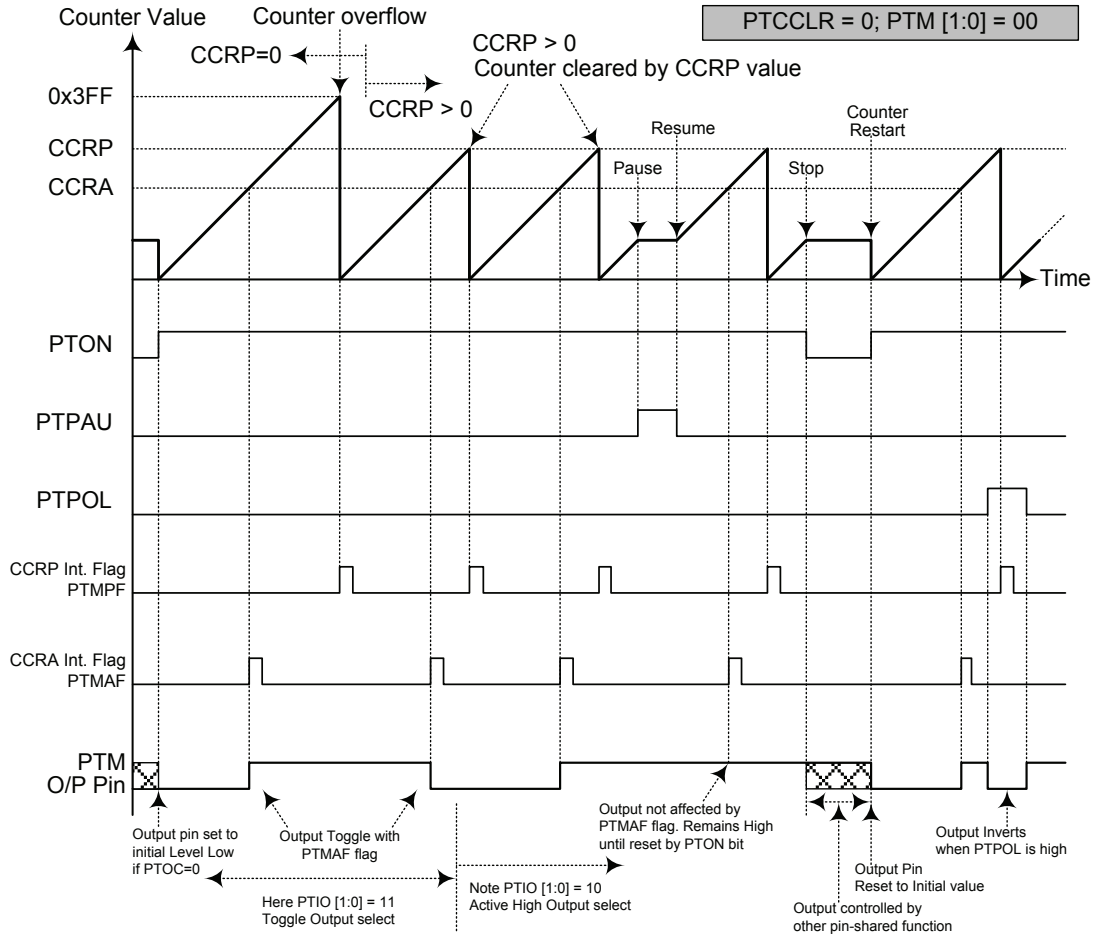 Counter Value
Counter overflow
PTCCLR = 0; PTM [1:0] = 00
CCRP=0
CCRP > 0
CCRP > 0
Counter cleared by CCRP value
0x3FF
CCRP
CCRA
Pause
Resume
Stop
Counter
Restart
Time
PTON
PTPAU
PTPOL
CCRP Int. Flag
PTMPF
CCRA Int. Flag
PTMAF
PTM
O/P Pin
Output pin set to
initial Level Low
if PTOC=0
Output Toggle with
PTMAF flag
Here PTIO [1:0] = 11
Toggle Output select
Note PTIO [1:0] = 10
Active High Output select
Output not affected by
PTMAF flag. Remains High
until reset by PTON bit
Output controlled by
other pin-shared function
Output Pin
Reset to Initial value
Output Inverts
when PTPOL is high